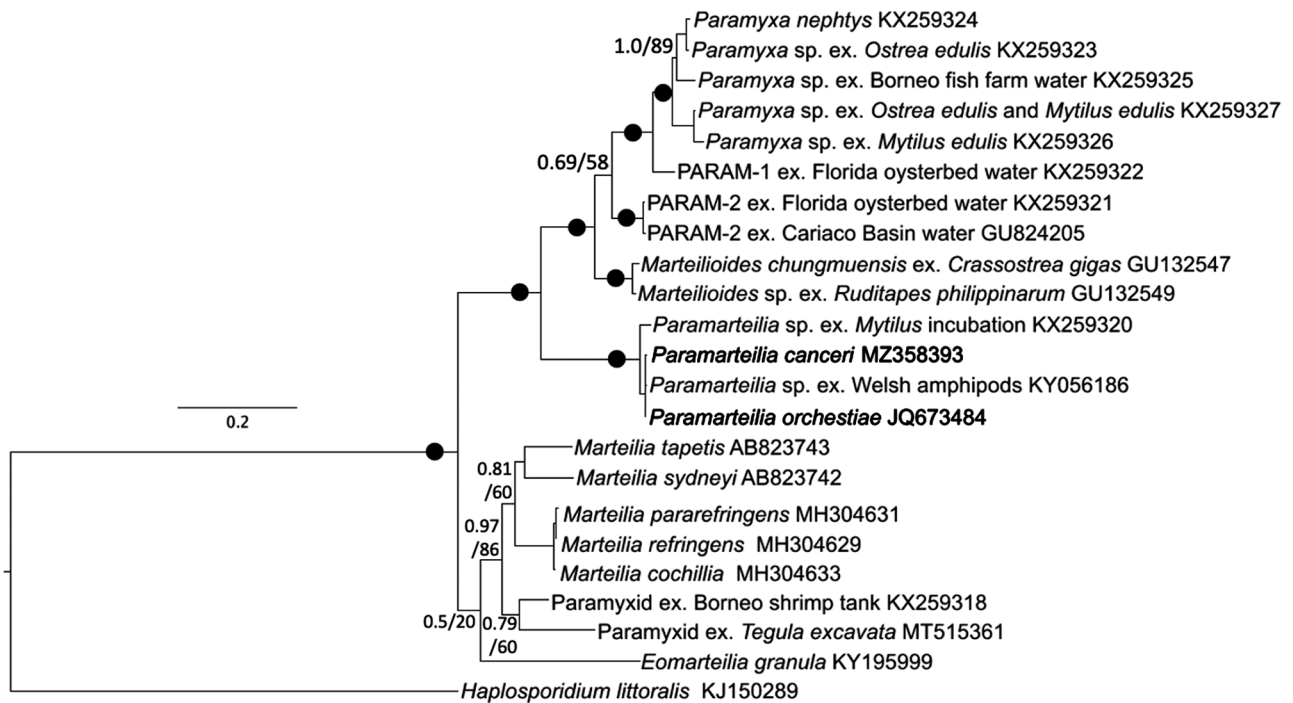 Paramyxa nephtys KX259324
1.0/89
Paramyxa sp. ex. Ostrea edulis KX259323
Paramyxa sp. ex. Borneo fish farm water KX259325
Paramyxa sp. ex. Ostrea edulis and Mytilus edulis KX259327
Paramyxa sp. ex. Mytilus edulis KX259326
0.69/58
PARAM-1 ex. Florida oysterbed water KX259322
PARAM-2 ex. Florida oysterbed water KX259321
PARAM-2 ex. Cariaco Basin water GU824205
Marteilioides chungmuensis ex. Crassostrea gigas GU132547
Marteilioides sp. ex. Ruditapes philippinarum GU132549
Paramarteilia sp. ex. Mytilus incubation KX259320
Paramarteilia canceri MZ358393
Paramarteilia sp. ex. Welsh amphipods KY056186
Paramarteilia orchestiae JQ673484
0.2
Marteilia tapetis AB823743
0.81
/60
Marteilia sydneyi AB823742
Marteilia pararefringens MH304631
0.97
/86
Marteilia refringens MH304629
Marteilia cochillia MH304633
Paramyxid ex. Borneo shrimp tank KX259318
0.5/20
0.79
/60
Paramyxid ex. Tegula excavata MT515361
Eomarteilia granula KY195999
Haplosporidium littoralis KJ150289